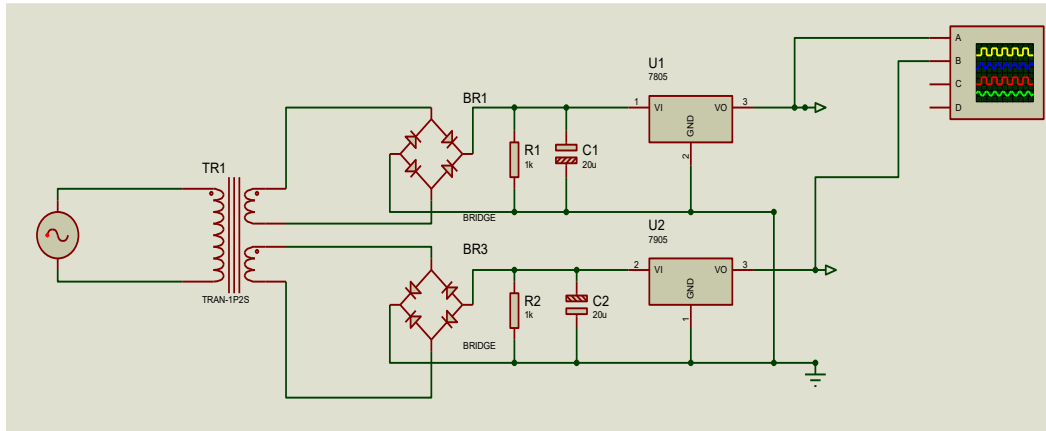 A
B
C
D
U1
7805
BR1
1
VI
VO
3
GND
2
R1
1k
C1
20u
TR1
BRIDGE
TRAN-1P2S
U2
7905
BR3
2
VI
VO
3
GND
1
R2
1k
C2
20u
BRIDGE